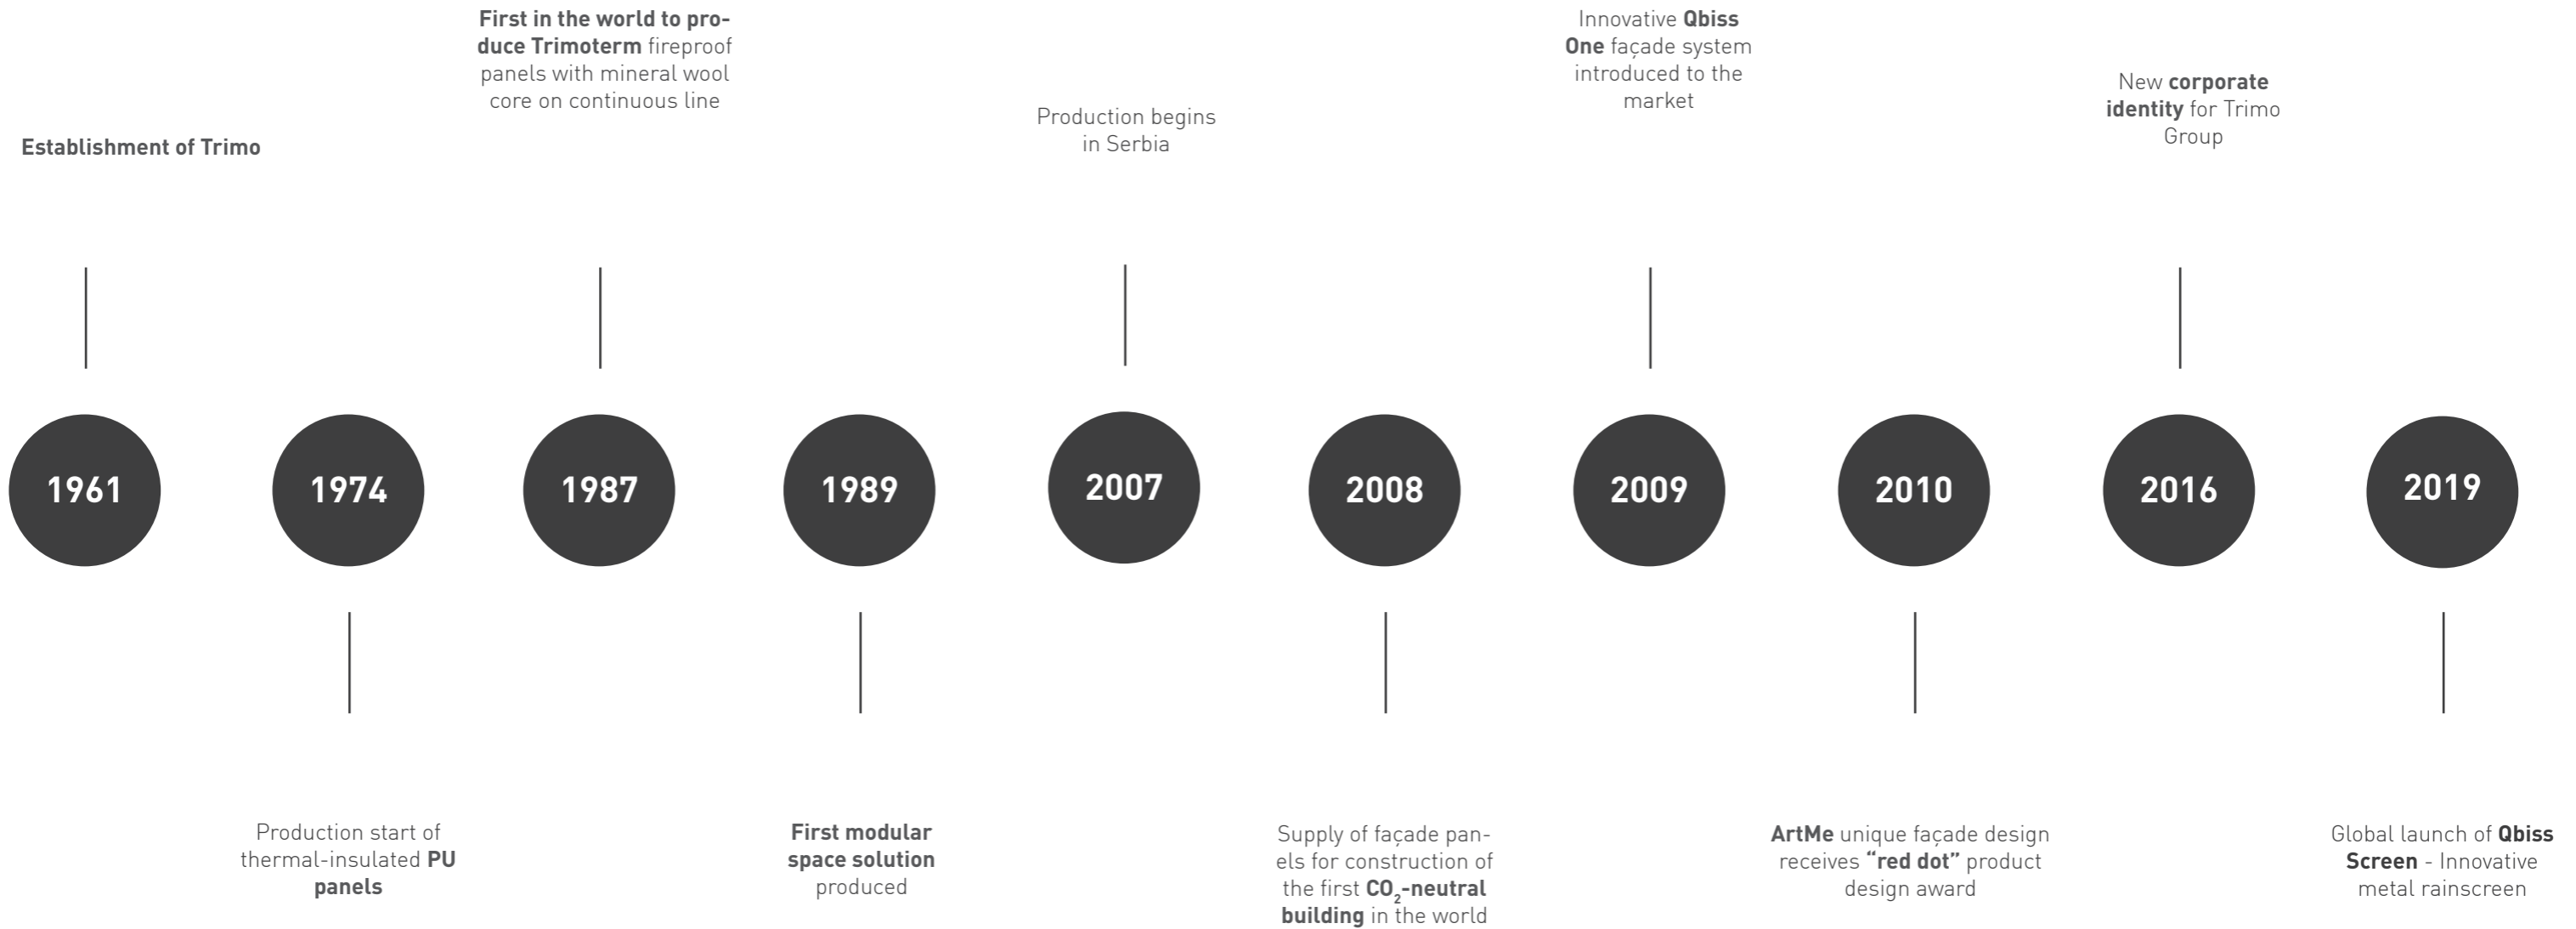 Establishment of Trimo
1961
1974
Production start of
thermal-insulated PU
panels
First in the world to pro-
duce Trimoterm fireproof
panels with mineral wool
core on continuous line
1987
1989
First modular
space solution
produced
Production begins
in Serbia
2007
2008
Supply of façade pan-
els for construction of
the first CO₂-neutral
building in the world
Innovative Qbiss
One façade system
introduced to the
market
2009
2010
ArtMe unique façade design
receives “red dot” product
design award
New corporate
identity for Trimo
Group
2016
2019
Global launch of Qbiss
Screen - Innovative
metal rainscreen